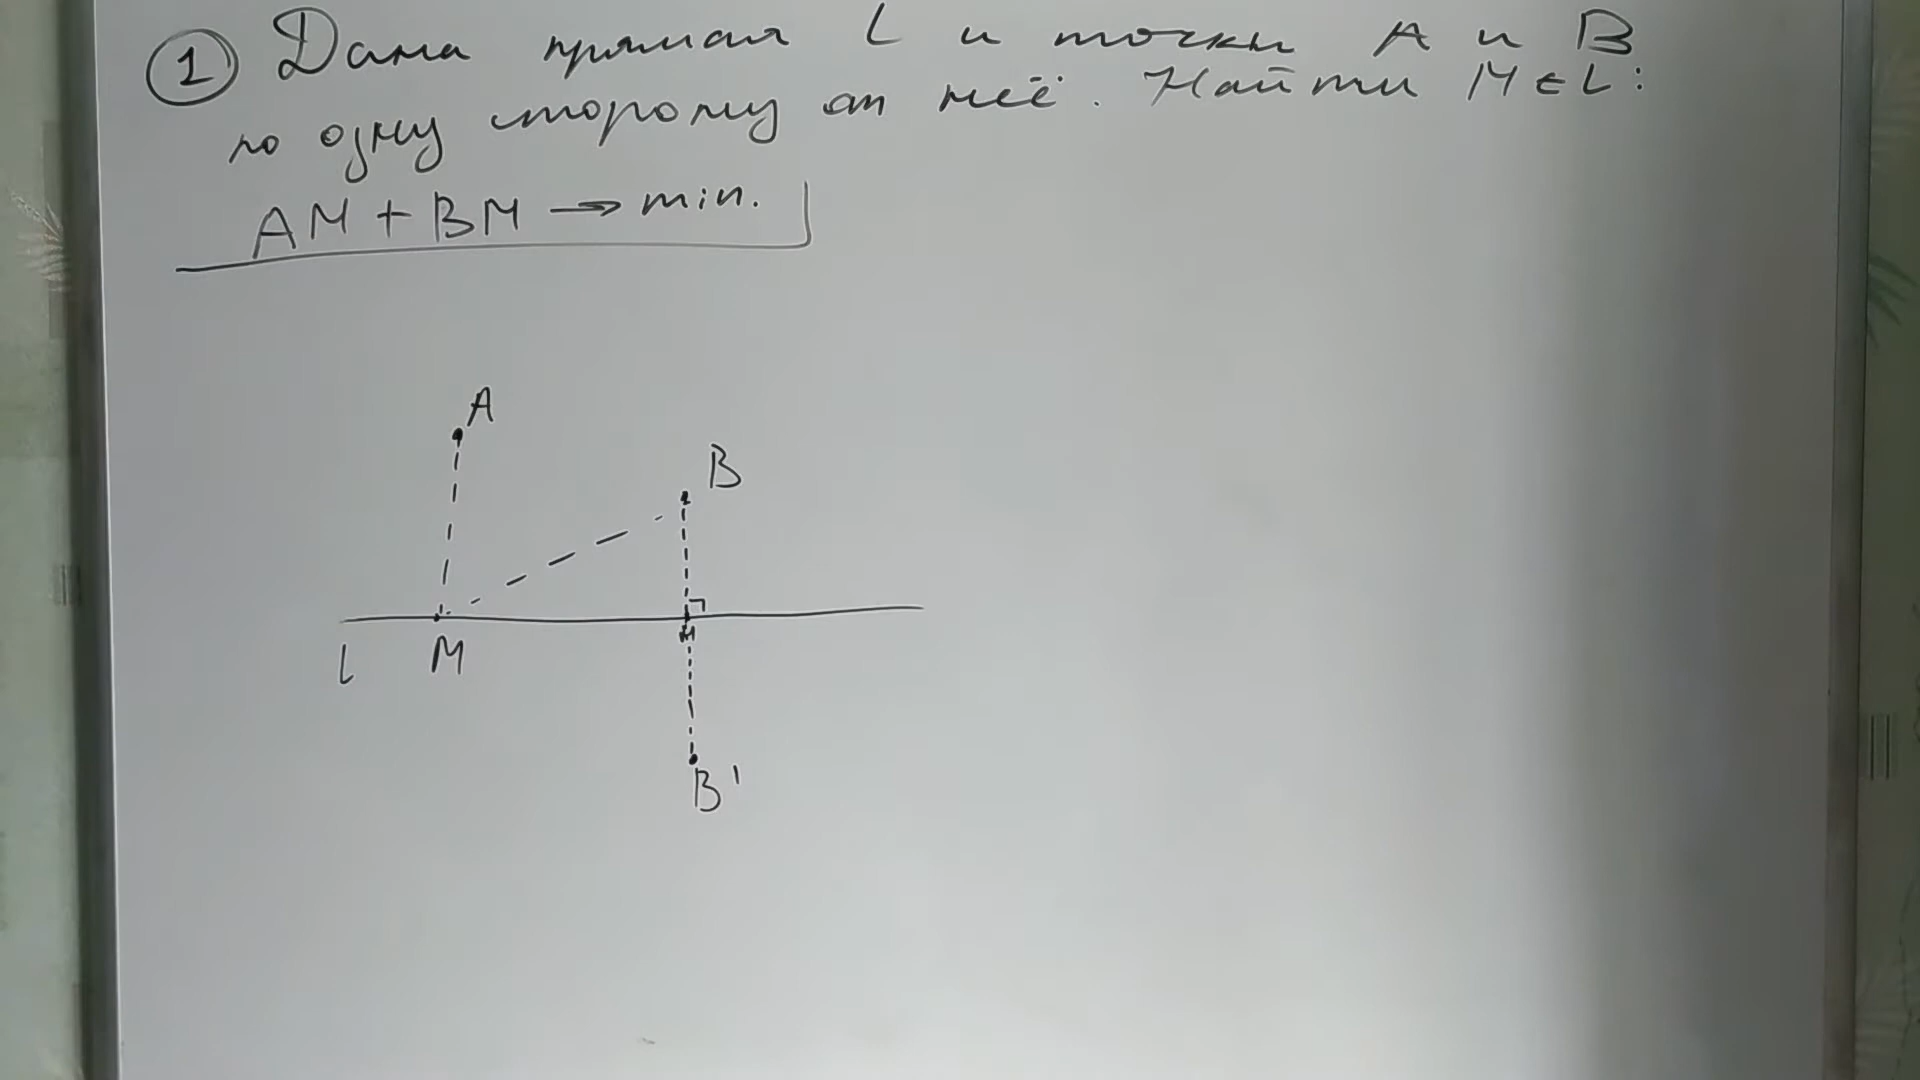 ① Дана прямая L и точки A и B
по одну сторону от неё. Найти M ∈ L:
AM + BM → min.
A
B
L
M
H
B'